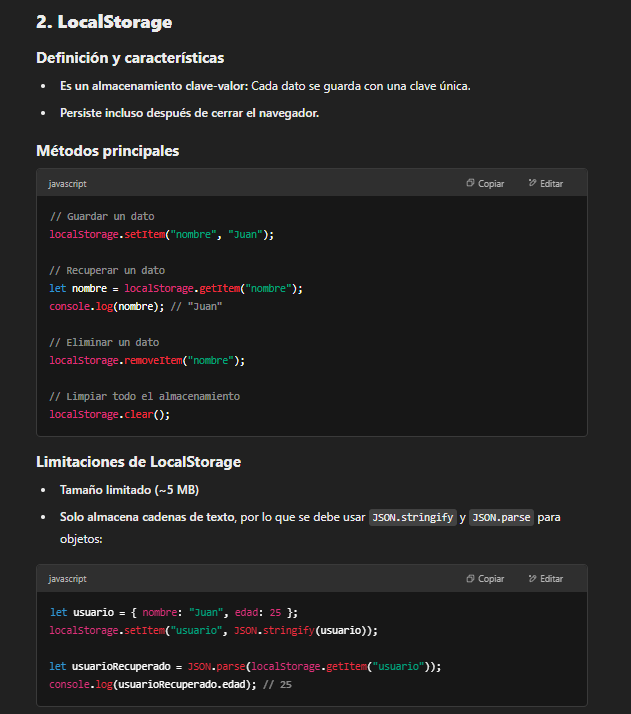 2. LocalStorage
Definición y características
• Es un almacenamiento clave-valor: Cada dato se guarda con una clave única.
• Persiste incluso después de cerrar el navegador.
Métodos principales
javascript Copiar Editar
// Guardar un dato
localStorage.setItem("nombre", "Juan");
// Recuperar un dato
let nombre = localStorage.getItem("nombre");
console.log(nombre); // "Juan"
// Eliminar un dato
localStorage.removeItem("nombre");
// Limpiar todo el almacenamiento
localStorage.clear();
Limitaciones de LocalStorage
• Tamaño limitado (~5 MB)
• Solo almacena cadenas de texto, por lo que se debe usar JSON.stringify y JSON.parse para
objetos:
javascript Copiar Editar
let usuario = { nombre: "Juan", edad: 25 };
localStorage.setItem("usuario", JSON.stringify(usuario));
let usuarioRecuperado = JSON.parse(localStorage.getItem("usuario"));
console.log(usuarioRecuperado.edad); // 25